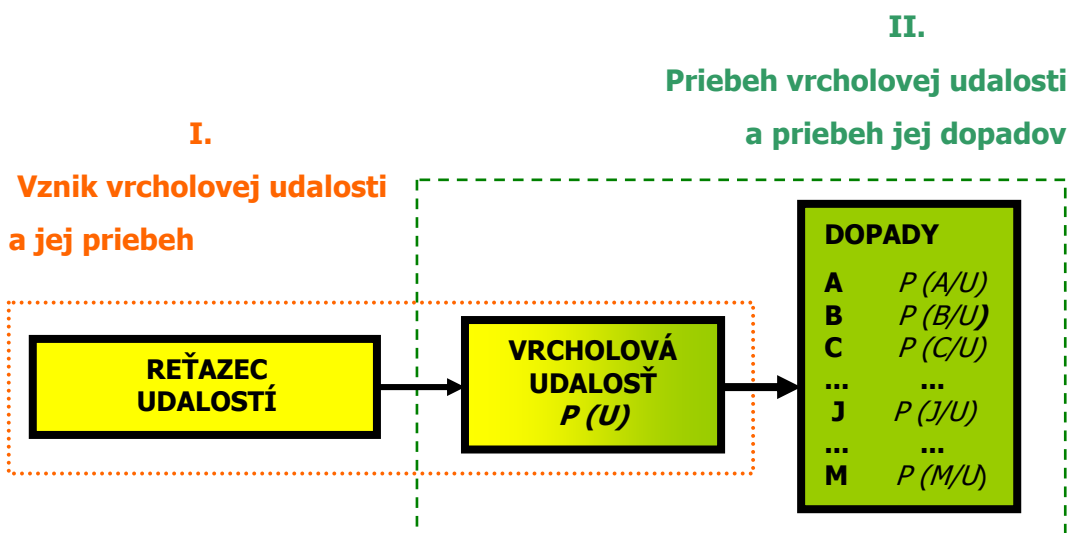 II.
Priebeh vrcholovej udalosti
a priebeh jej dopadov
I.
Vznik vrcholovej udalosti
a jej priebeh
REŤAZEC
UDALOSTÍ
VRCHOLOVÁ
UDALOSŤ
P (U)
DOPADY
A P (A/U)
B P (B/U)
C P (C/U)
... ...
J P (J/U)
... ...
M P (M/U)